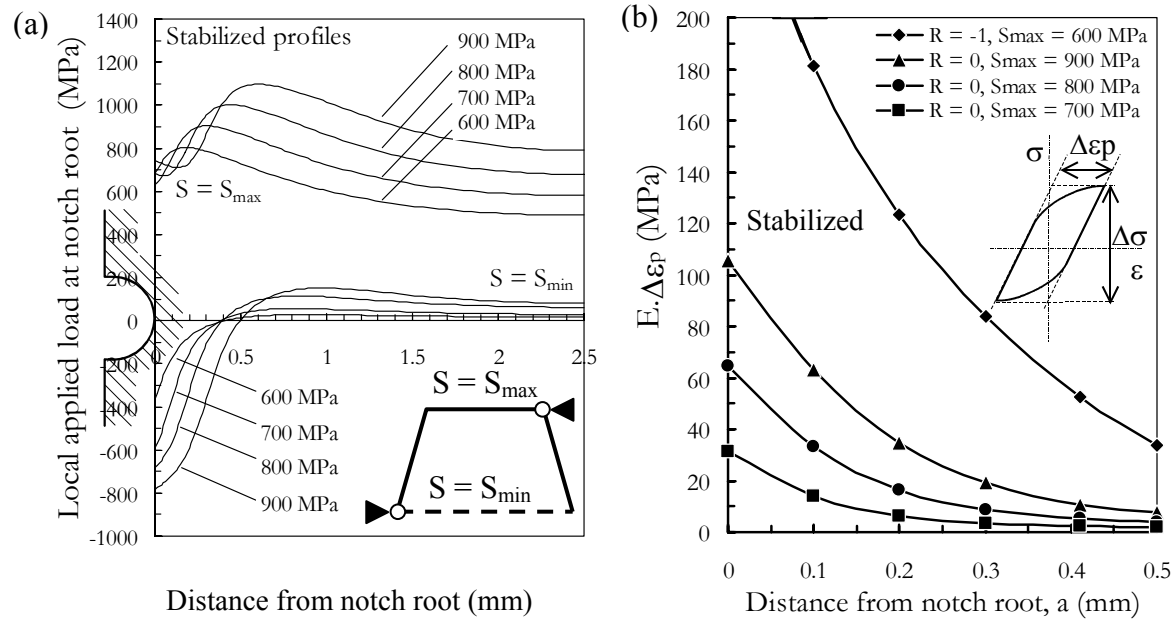 (a)
Stabilized profiles
1400
1200
1000
800
600
400
200
0
-200
-400
-600
-800
-1000
Local applied load at notch root (MPa)
900 MPa
800 MPa
700 MPa
600 MPa
S = Smax
S = Smin
0
0.5
1
1.5
2
2.5
600 MPa
700 MPa
800 MPa
900 MPa
S = Smax
S = Smin
Distance from notch root (mm)
(b)
200
180
160
140
120
100
80
60
40
20
0
E.Δεp (MPa)
R = -1, Smax = 600 MPa
R = 0, Smax = 900 MPa
R = 0, Smax = 800 MPa
R = 0, Smax = 700 MPa
σ
Δεp
Δσ
ε
Stabilized
0
0.1
0.2
0.3
0.4
0.5
Distance from notch root, a (mm)